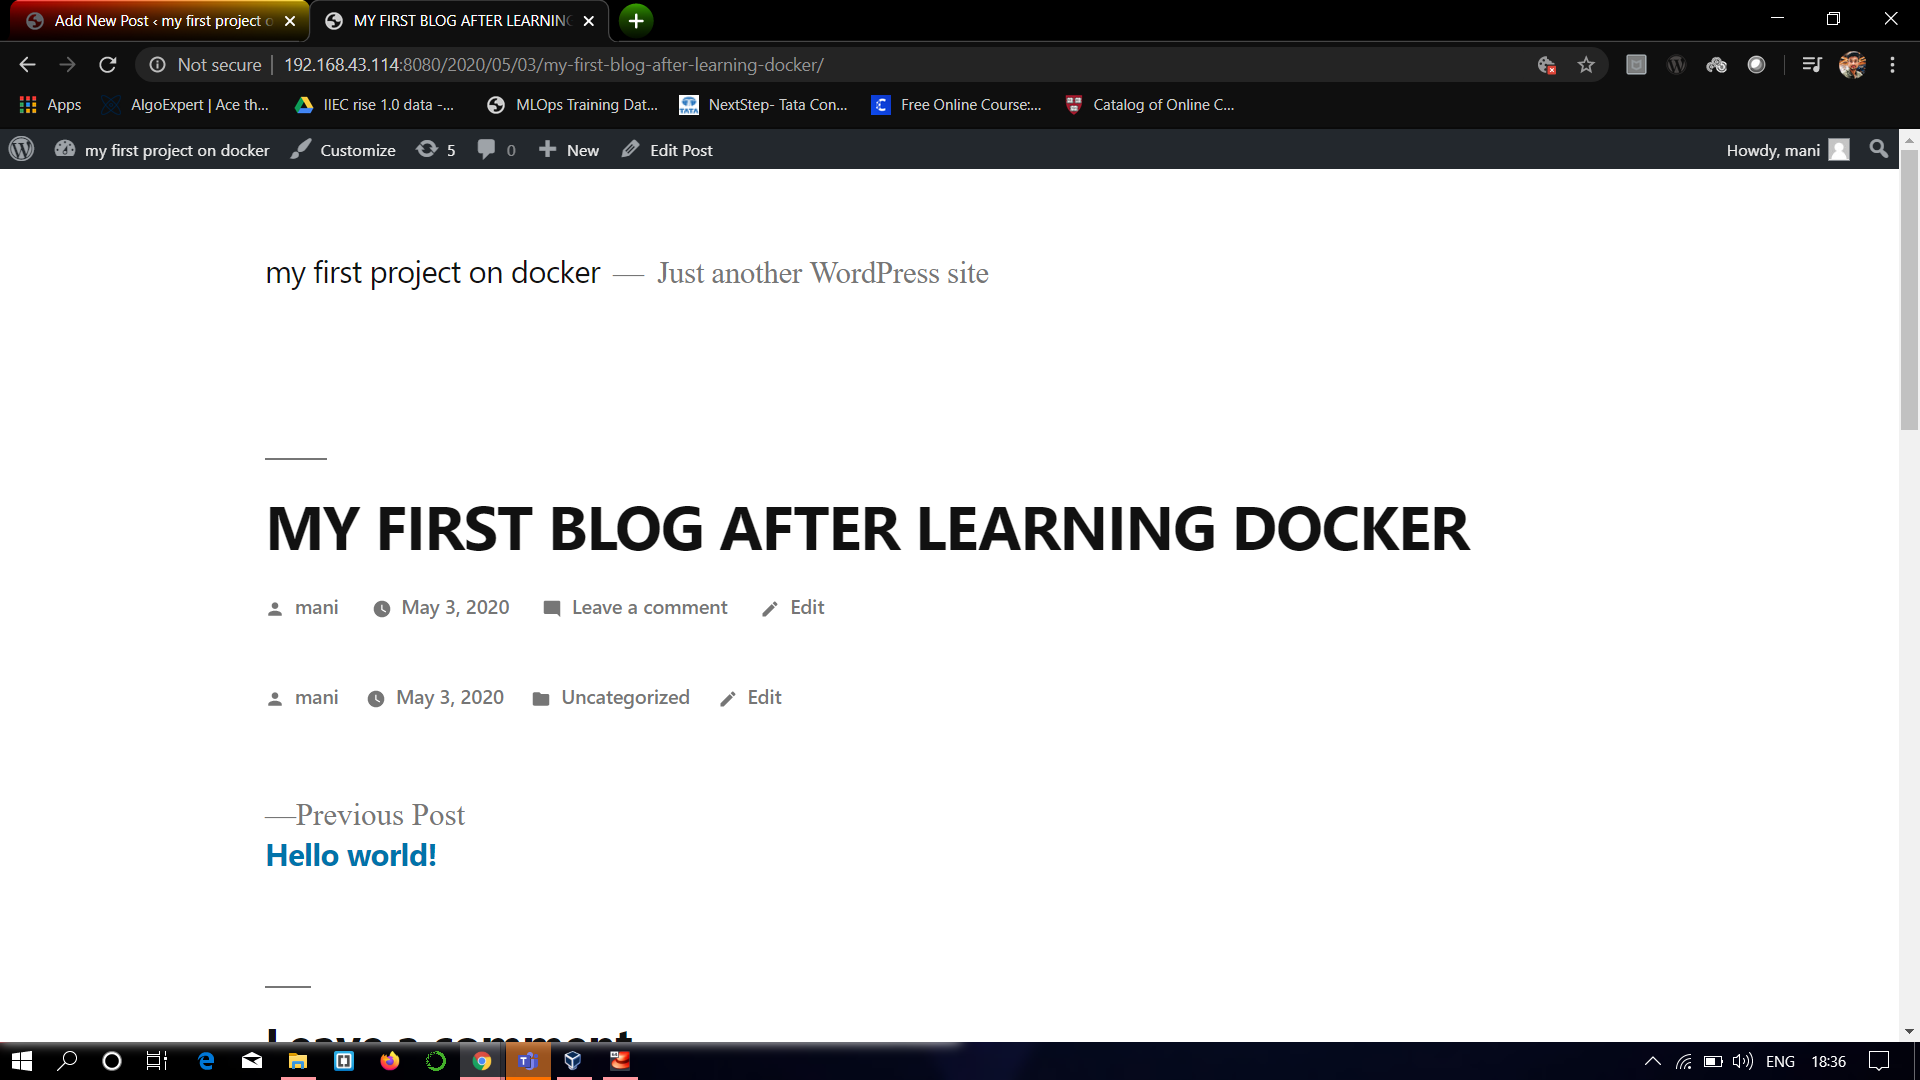 Add New Post ‹ my first project o
MY FIRST BLOG AFTER LEARNING
Not secure 192.168.43.114:8080/2020/05/03/my-first-blog-after-learning-docker/
Apps AlgoExpert | Ace th... IIEC rise 1.0 data -... MLOps Training Dat... NextStep- Tata Con... Free Online Course:... Catalog of Online C...
my first project on docker Customize 5 0 New Edit Post Howdy, mani
my first project on docker — Just another WordPress site
MY FIRST BLOG AFTER LEARNING DOCKER
mani May 3, 2020 Leave a comment Edit
mani May 3, 2020 Uncategorized Edit
—Previous Post
Hello world!
Leave a comment
ENG 18:36